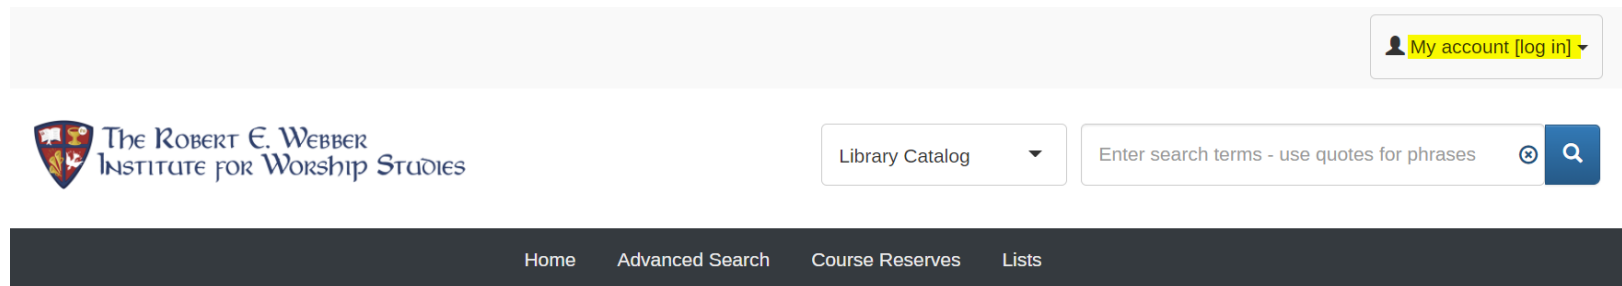 My account [log in]
The Robert E. Webber
Institute for Worship Studies
Library Catalog
Enter search terms - use quotes for phrases
Home Advanced Search Course Reserves Lists